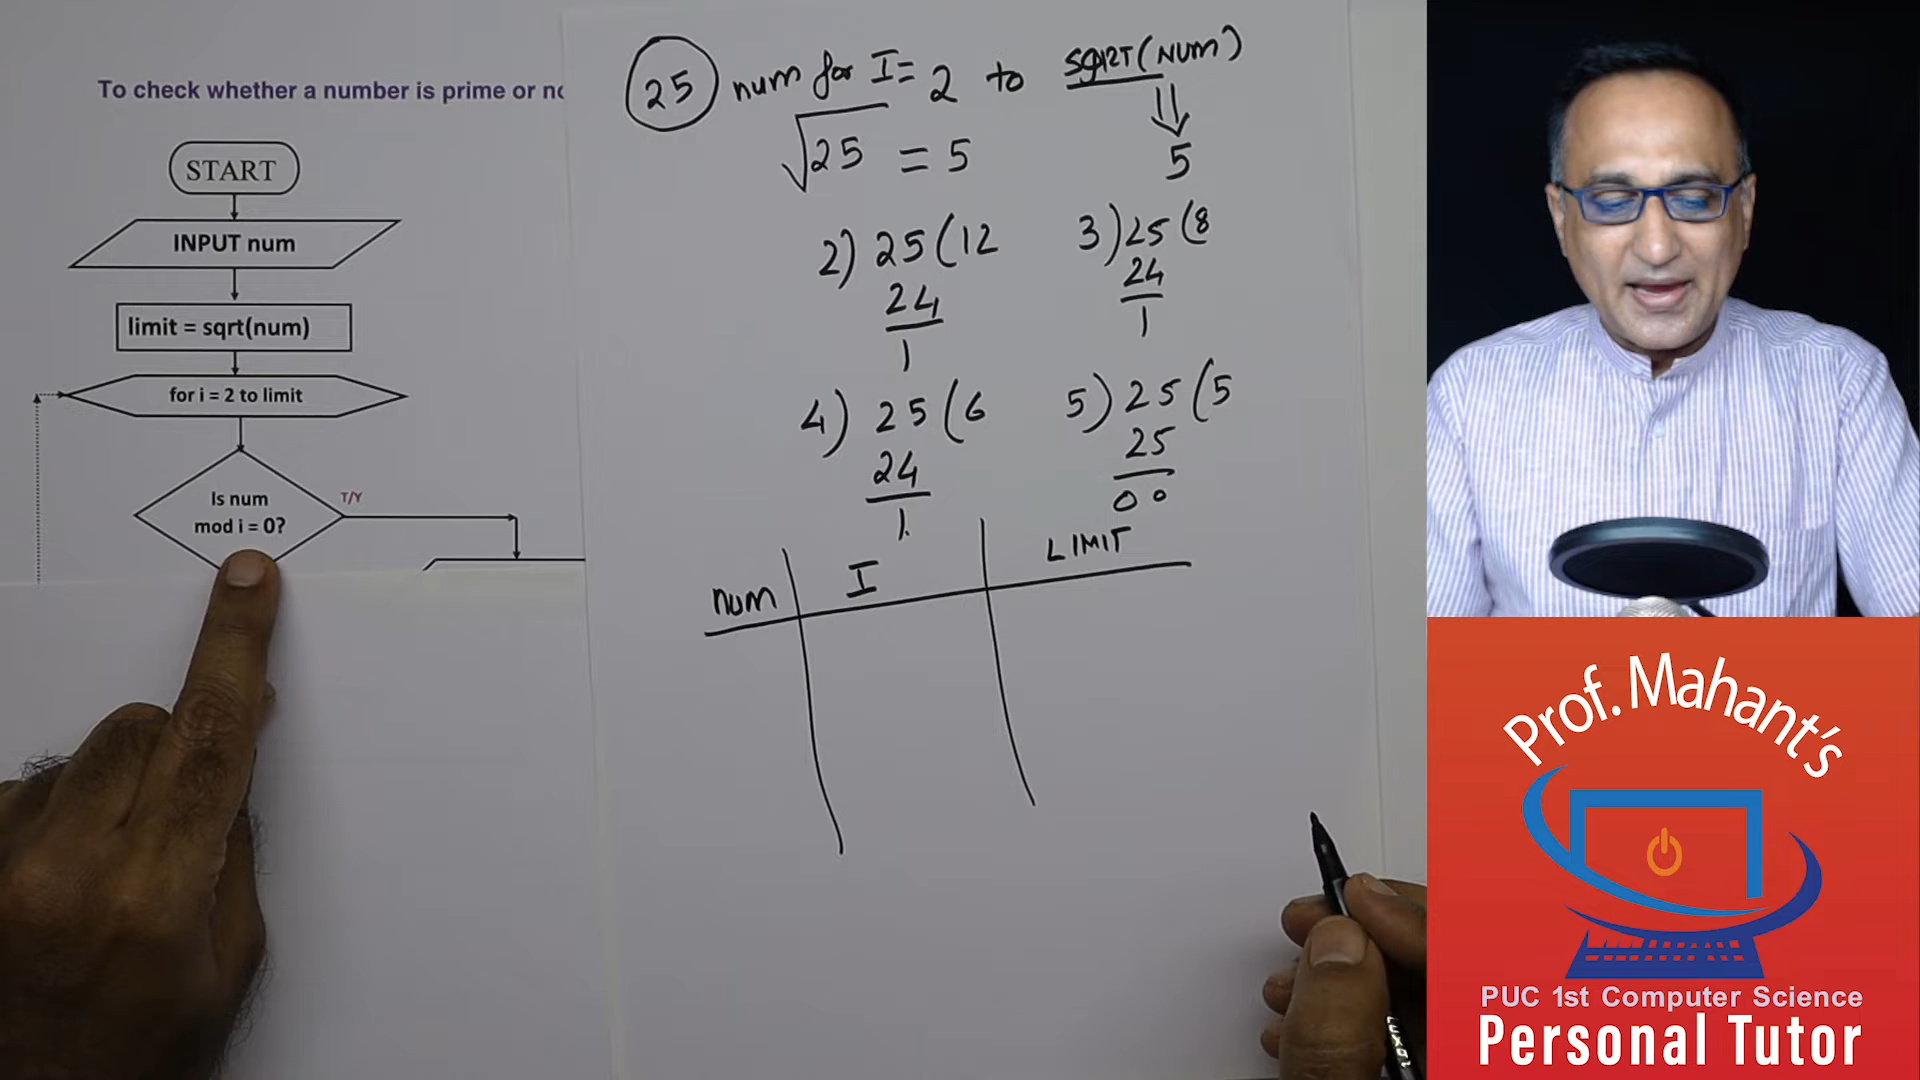 To check whether a number is prime or no
START
INPUT num
limit = sqrt(num)
for i = 2 to limit
Is num
mod i = 0?
T/Y
25 num for I = 2 to SQRT(NUM)
√25 = 5
5
2) 25 (12
24
1
3) 25 (8
24
1
4) 25 (6
24
1
5) 25 (5
25
00
num I LIMIT
Prof. Mahant's
PUC 1st Computer Science
Personal Tutor